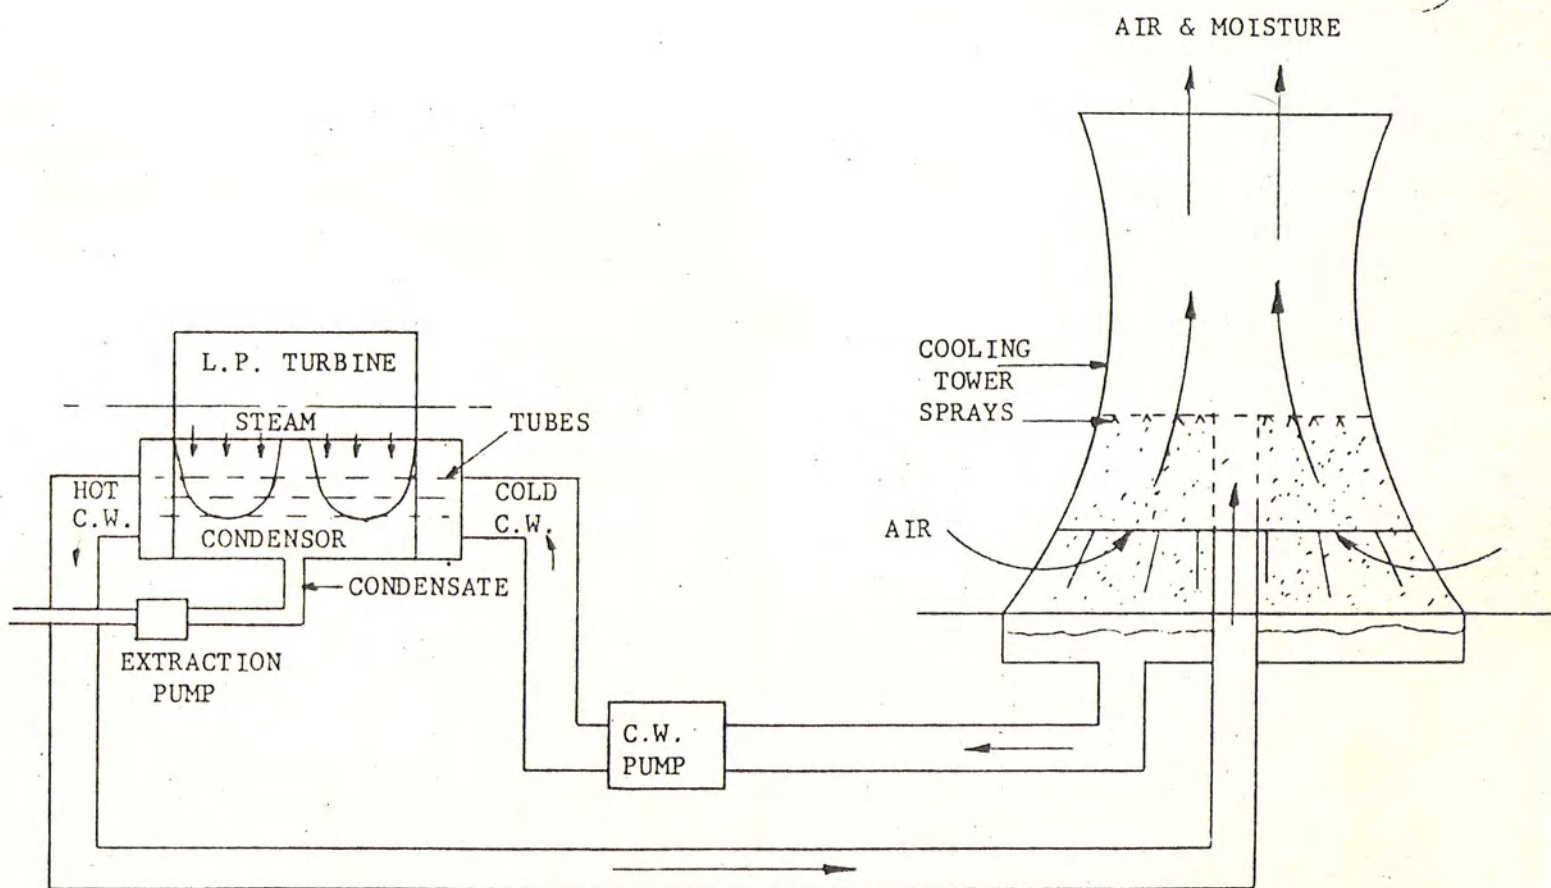 AIR & MOISTURE
L.P. TURBINE
STEAM
TUBES
HOT
C.W.
COLD
C.W.
CONDENSOR
CONDENSATE
EXTRACTION
PUMP
C.W.
PUMP
COOLING
TOWER
SPRAYS
AIR